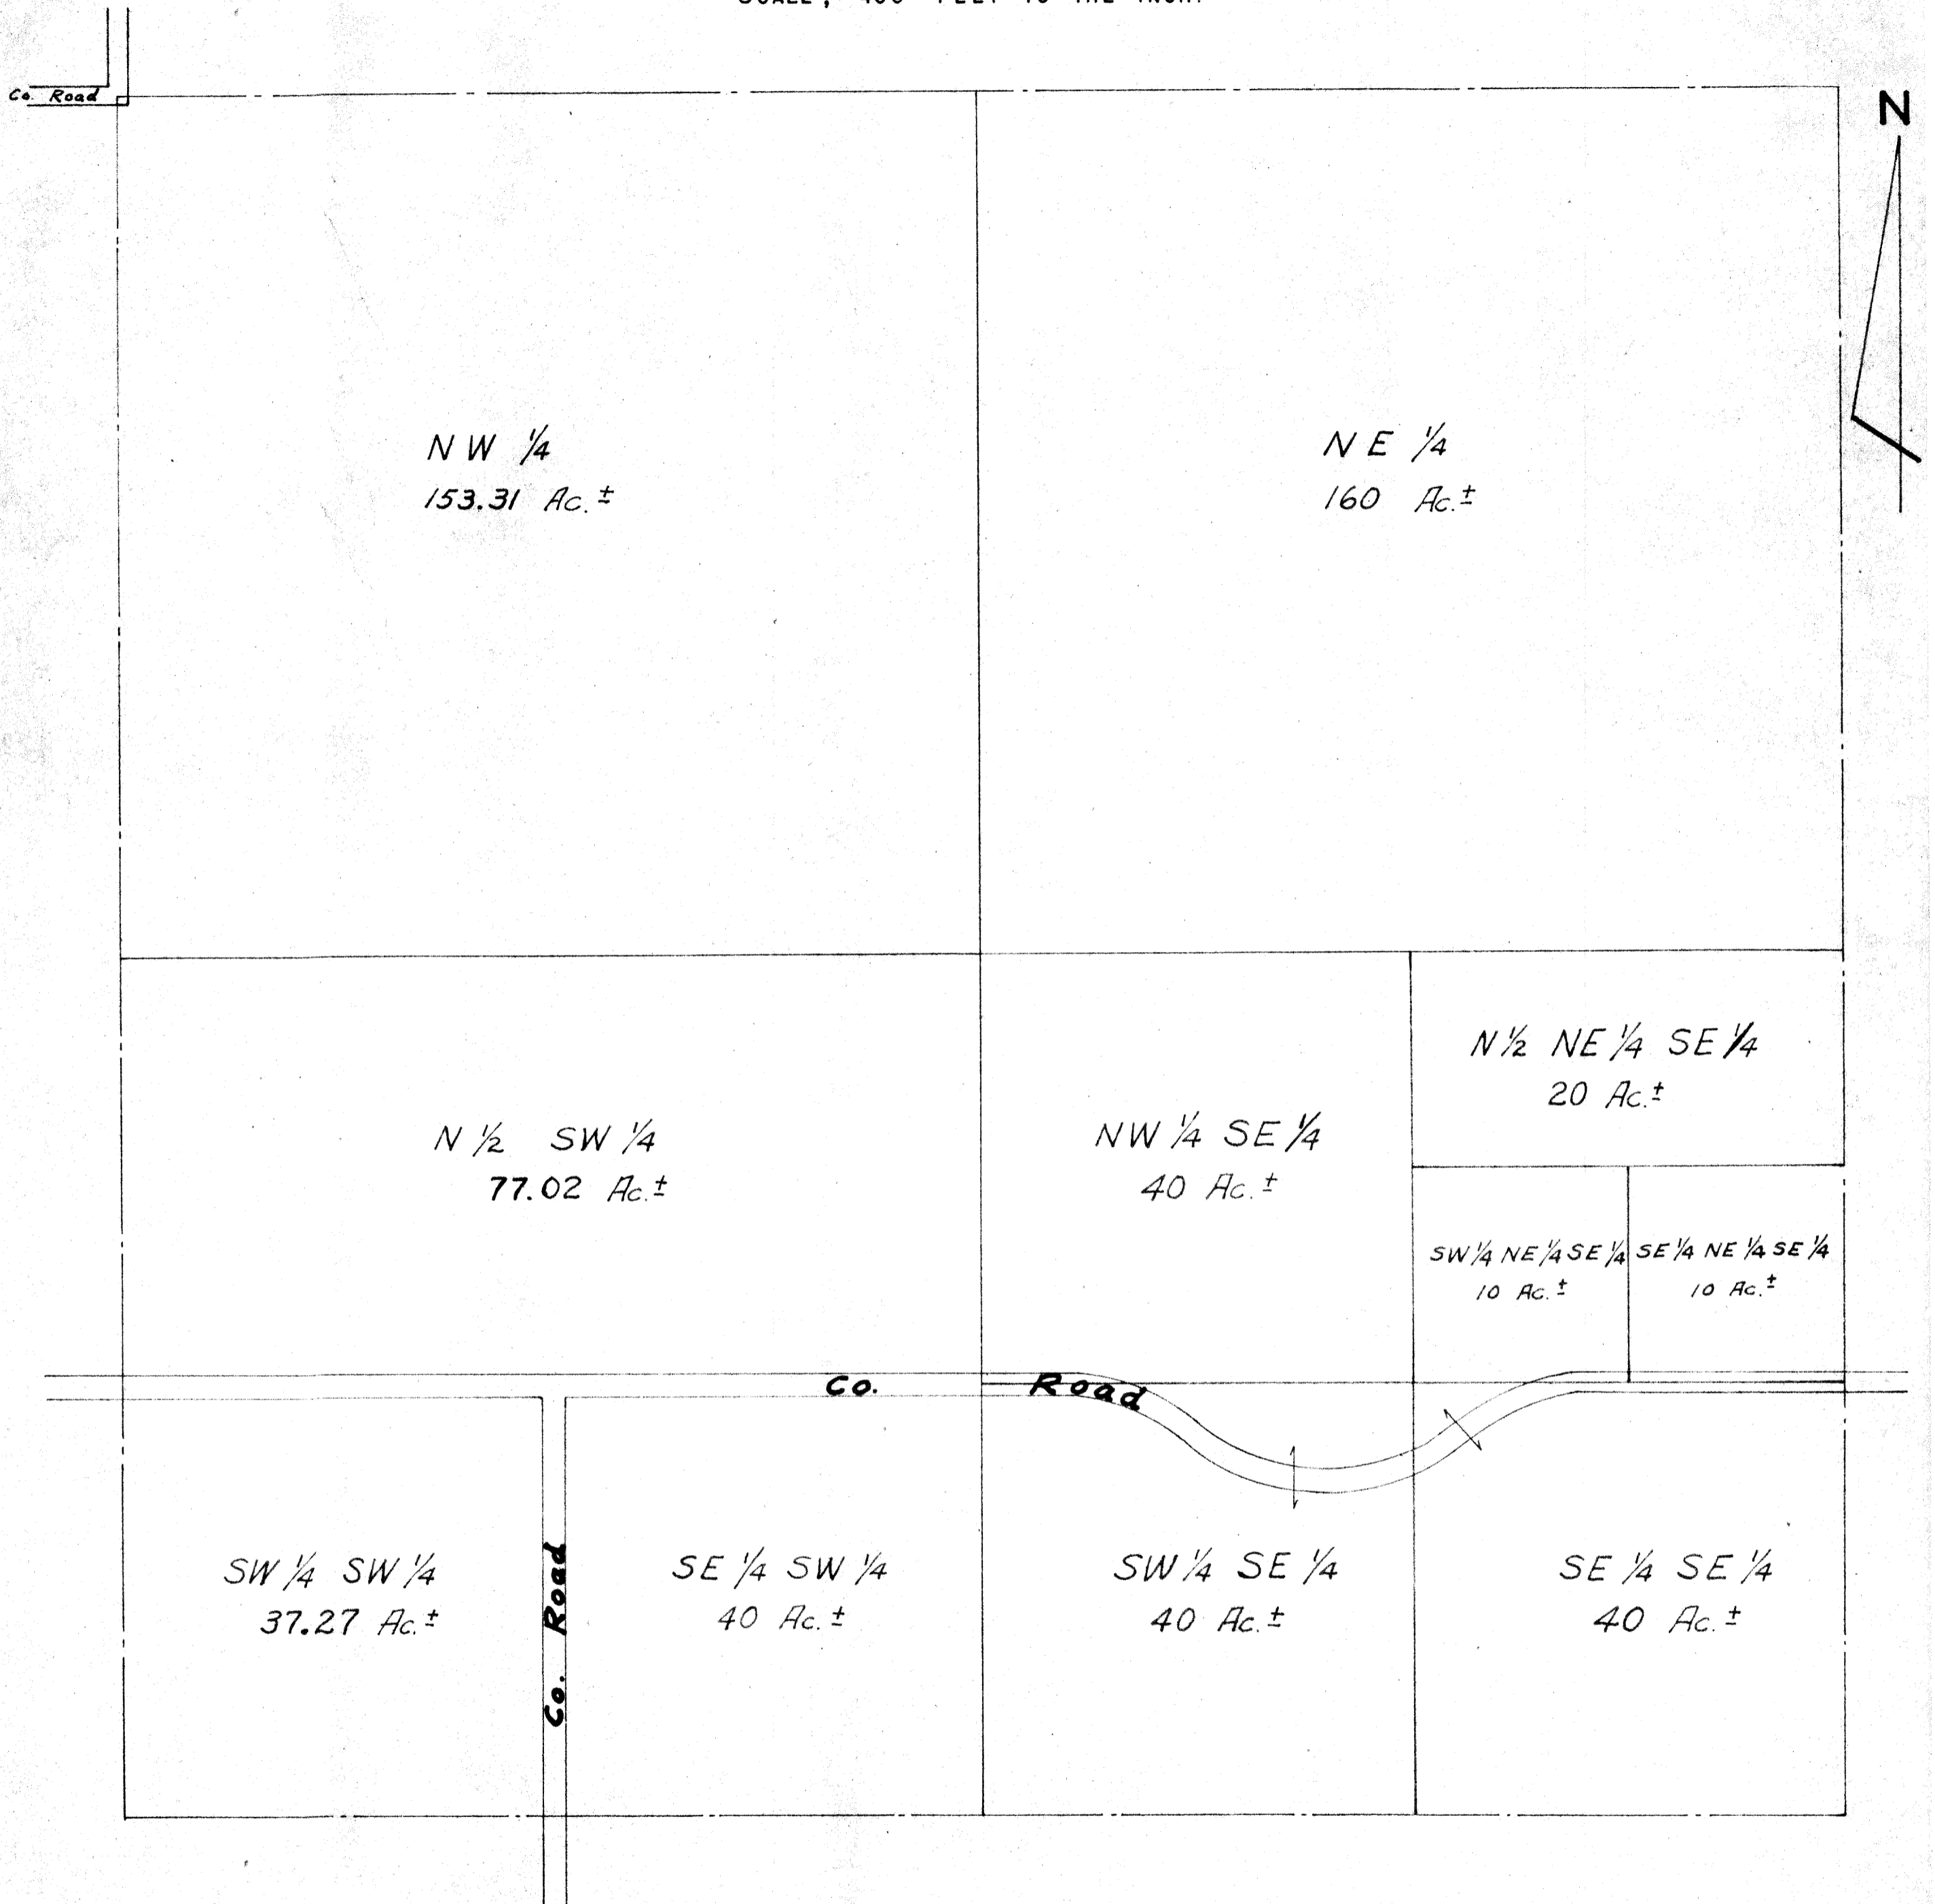 Co. Road
N
NW 1/4
153.31 Ac.±
NE 1/4
160 Ac.±
N 1/2 NE 1/4 SE 1/4
20 Ac.±
N 1/2 SW 1/4
77.02 Ac.±
NW 1/4 SE 1/4
40 Ac.±
SW 1/4 NE 1/4 SE 1/4
10 Ac.±
SE 1/4 NE 1/4 SE 1/4
10 Ac.±
Co. Road
SW 1/4 SW 1/4
37.27 Ac.±
Co. Road
SE 1/4 SW 1/4
40 Ac.±
SW 1/4 SE 1/4
40 Ac.±
SE 1/4 SE 1/4
40 Ac.±